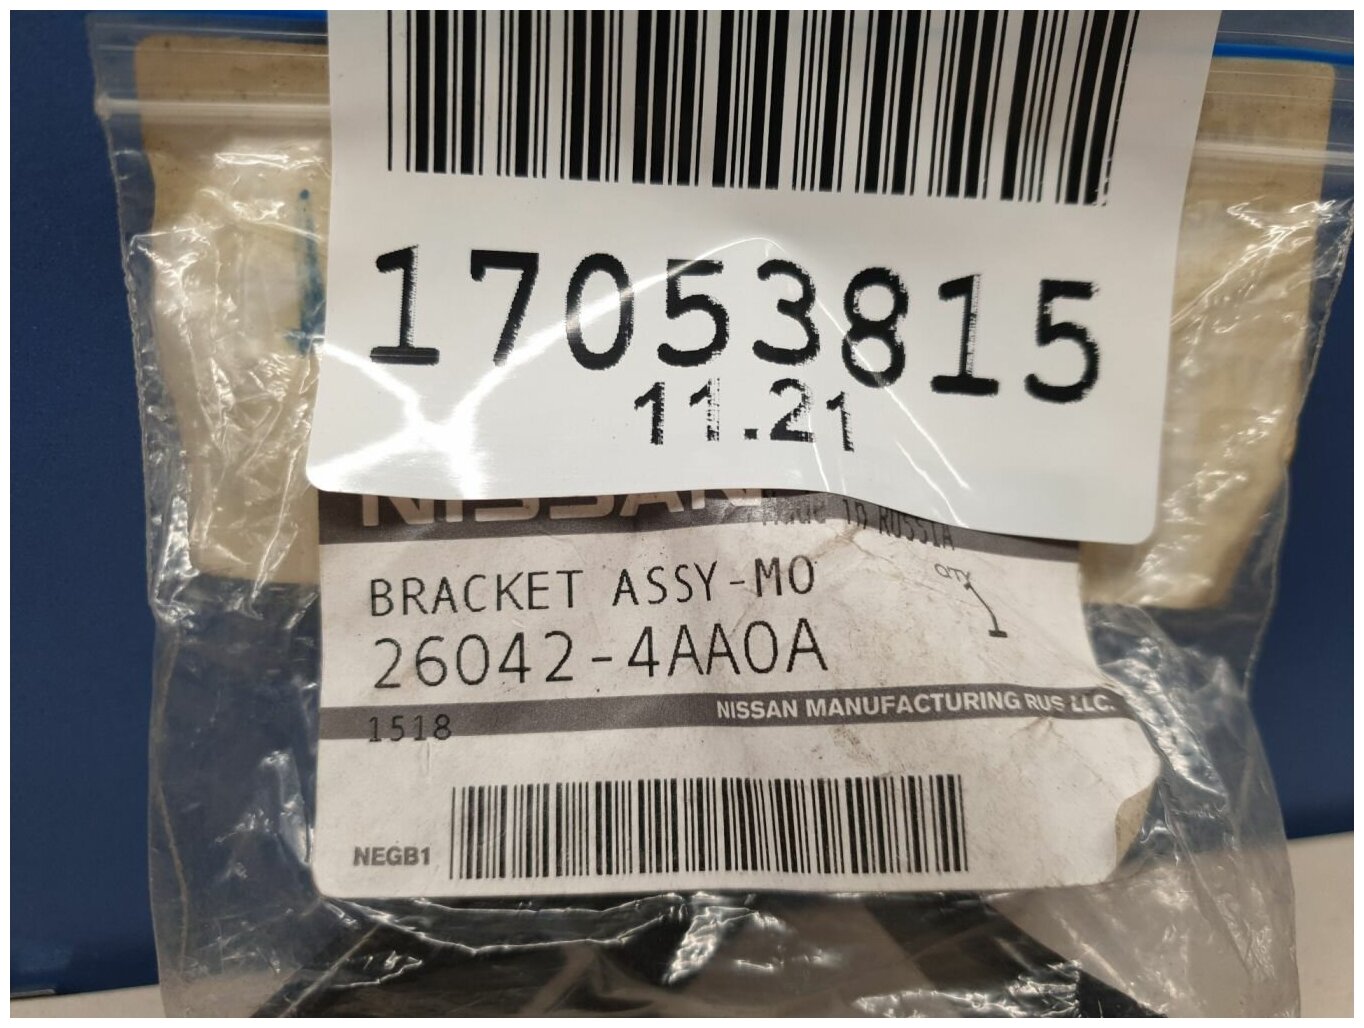 17053815
11.21
NISSAN
Made in RUSSIA
BRACKET ASSY-MO
QTY
1
26042-4AA0A
NISSAN MANUFACTURING RUS LLC.
1518
NEGB1